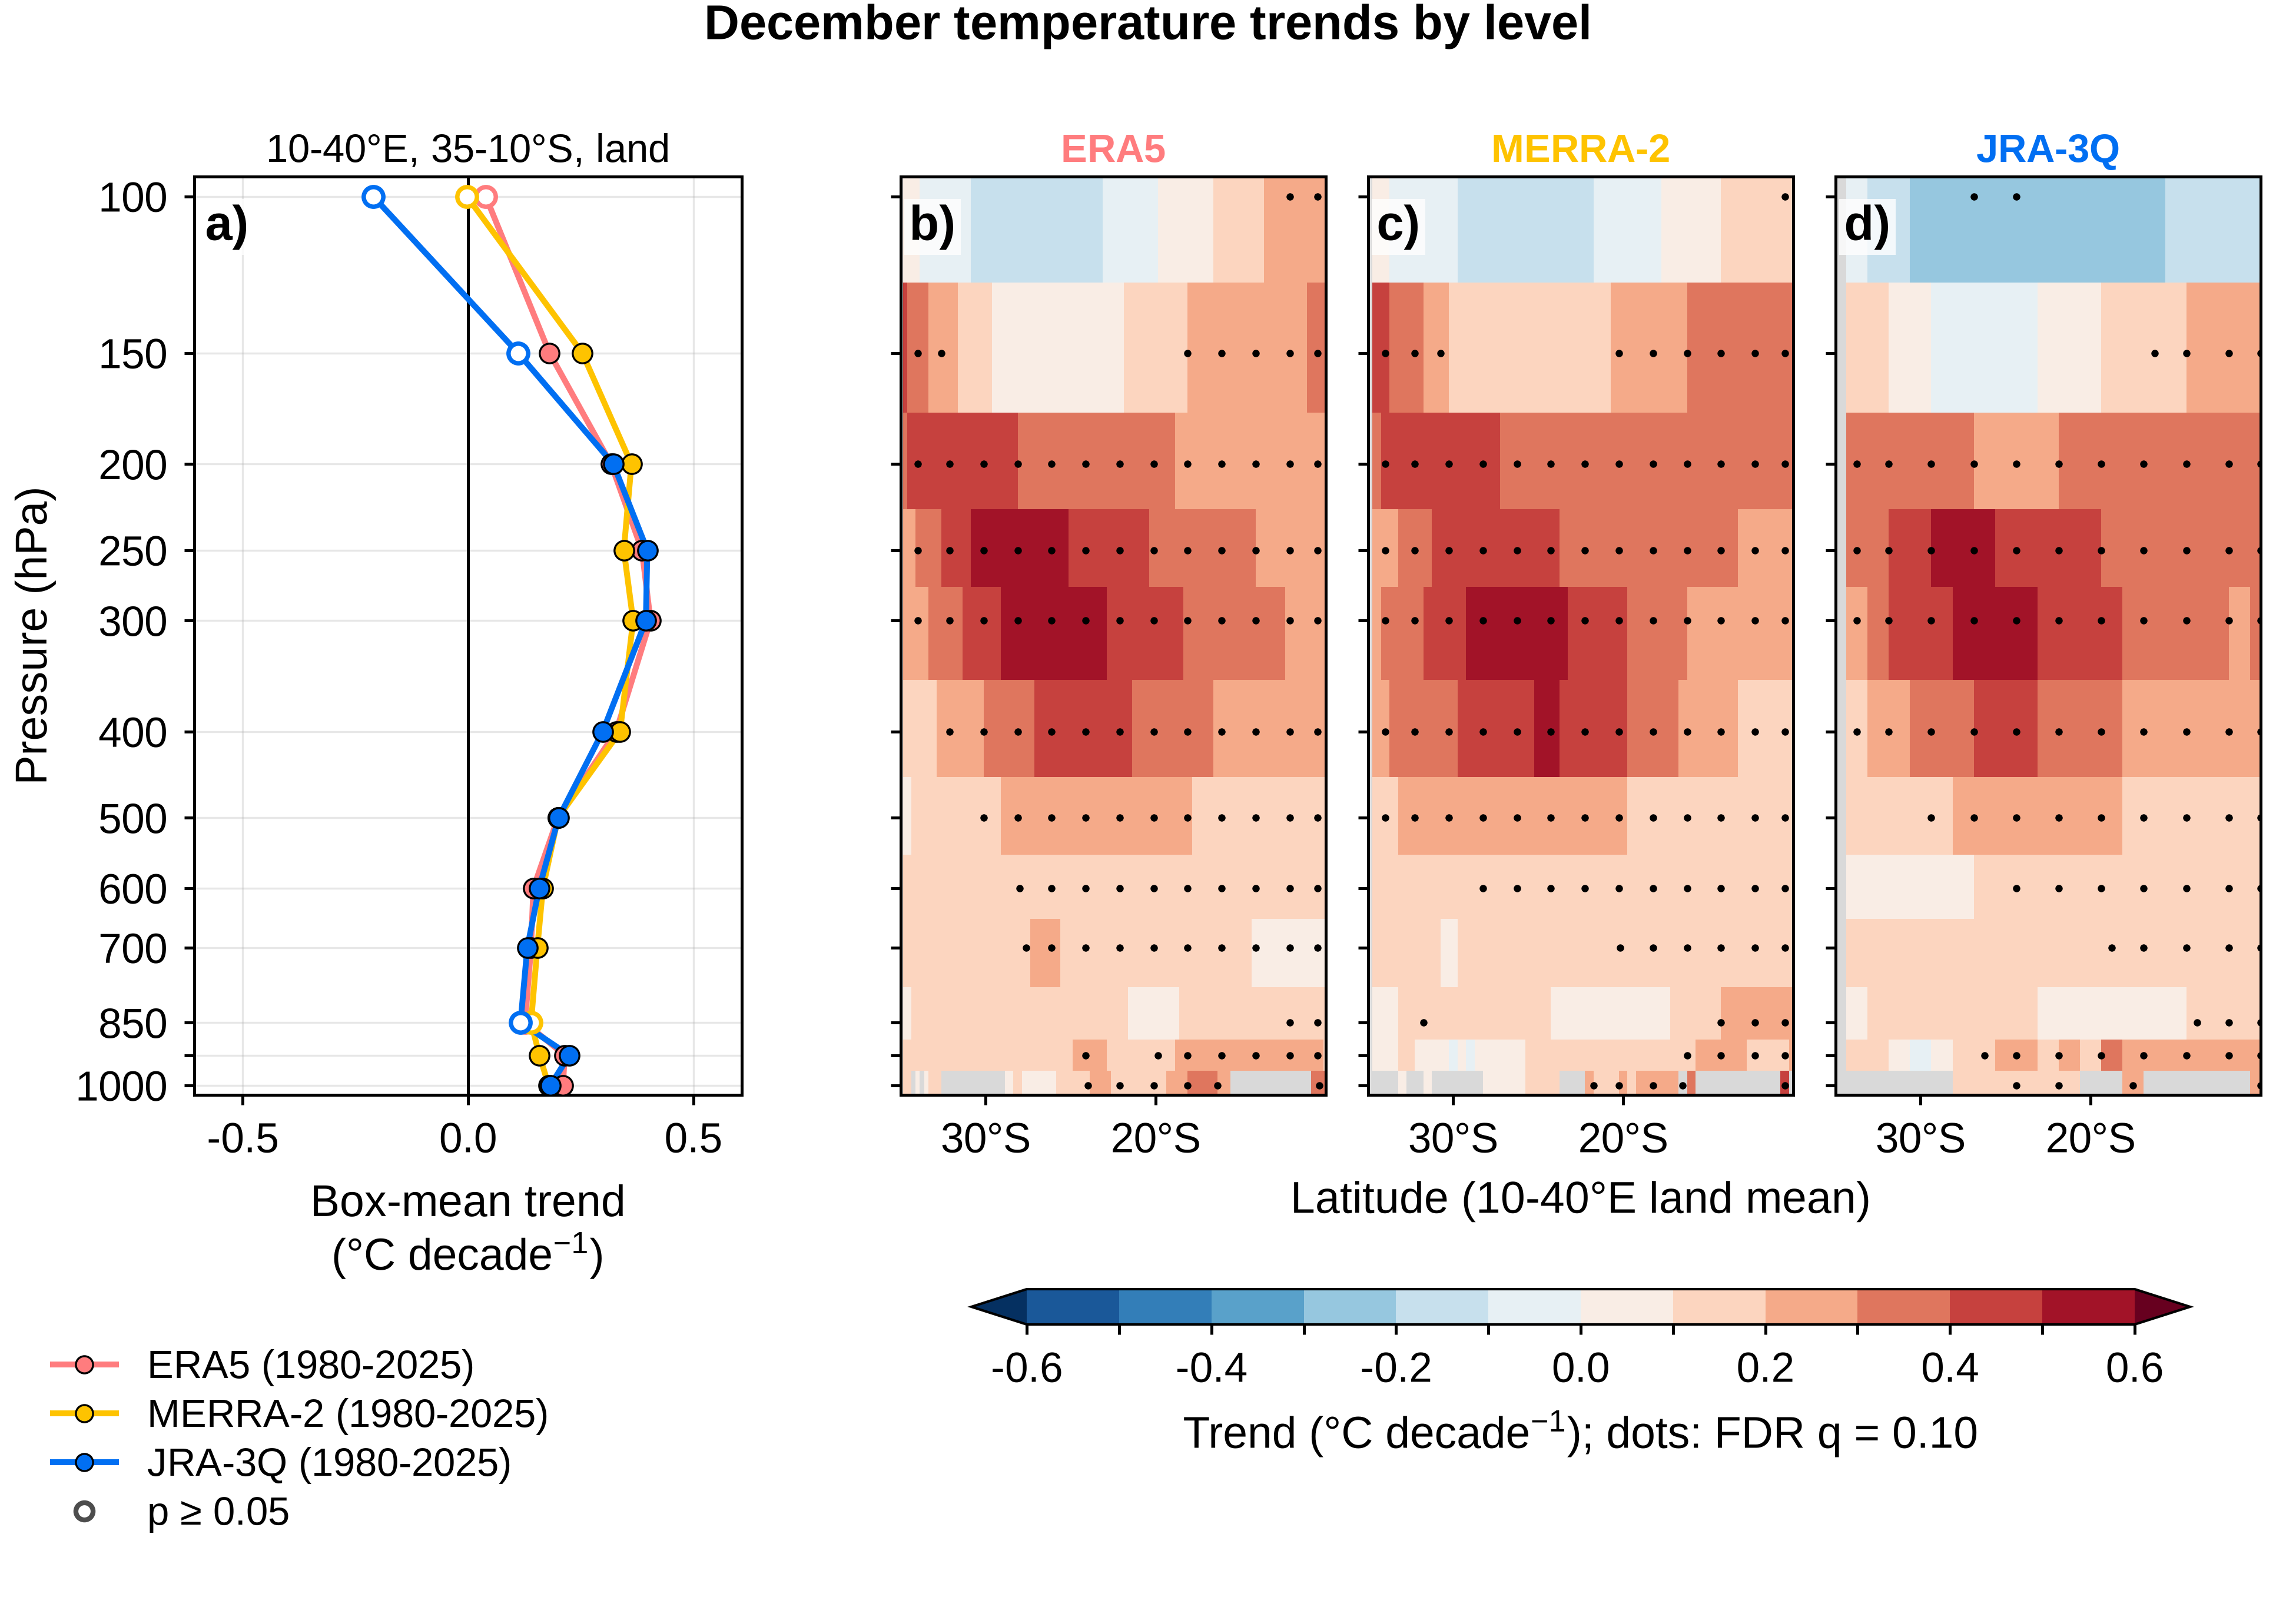 December temperature trends by level
10-40°E, 35-10°S, land
ERA5
MERRA-2
JRA-3Q
a)
b)
c)
d)
Pressure (hPa)
100
150
200
250
300
400
500
600
700
850
1000
-0.5
0.0
0.5
30°S
20°S
30°S
20°S
30°S
20°S
Box-mean trend
(°C decade⁻¹)
Latitude (10-40°E land mean)
ERA5 (1980-2025)
MERRA-2 (1980-2025)
JRA-3Q (1980-2025)
p ≥ 0.05
-0.6
-0.4
-0.2
0.0
0.2
0.4
0.6
Trend (°C decade⁻¹); dots: FDR q = 0.10